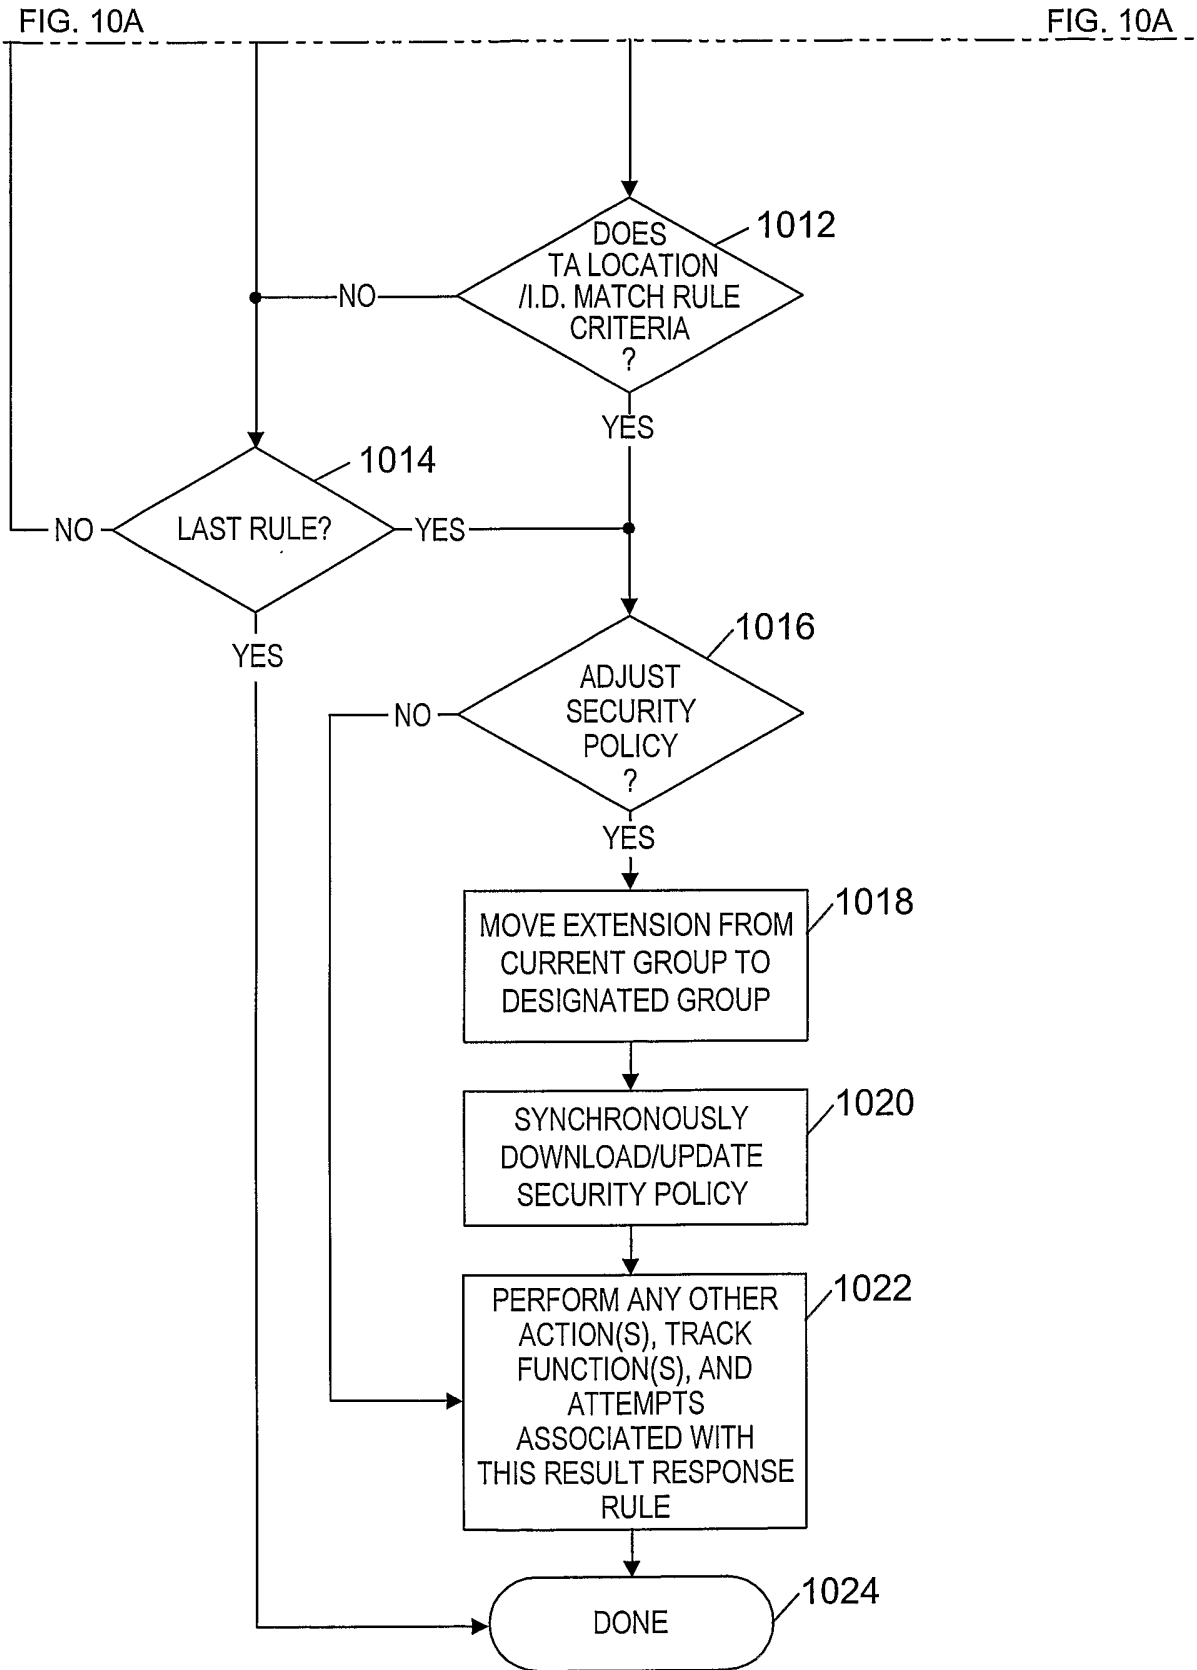 FIG. 10A
FIG. 10A
DOES
TA LOCATION
/I.D. MATCH RULE
CRITERIA
?
1012
NO
YES
1014
LAST RULE?
NO
YES
YES
1016
ADJUST
SECURITY
POLICY
?
NO
YES
1018
MOVE EXTENSION FROM
CURRENT GROUP TO
DESIGNATED GROUP
1020
SYNCHRONOUSLY
DOWNLOAD/UPDATE
SECURITY POLICY
1022
PERFORM ANY OTHER
ACTION(S), TRACK
FUNCTION(S), AND
ATTEMPTS
ASSOCIATED WITH
THIS RESULT RESPONSE
RULE
1024
DONE